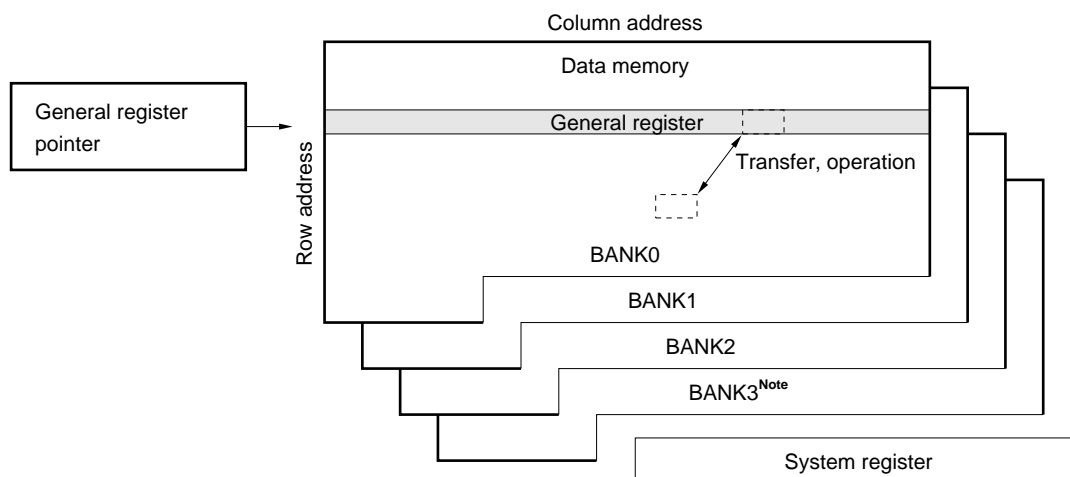 Column address
Data memory
General register
pointer
General register
Transfer, operation
Row address
BANK0
BANK1
BANK2
BANK3Note
System register